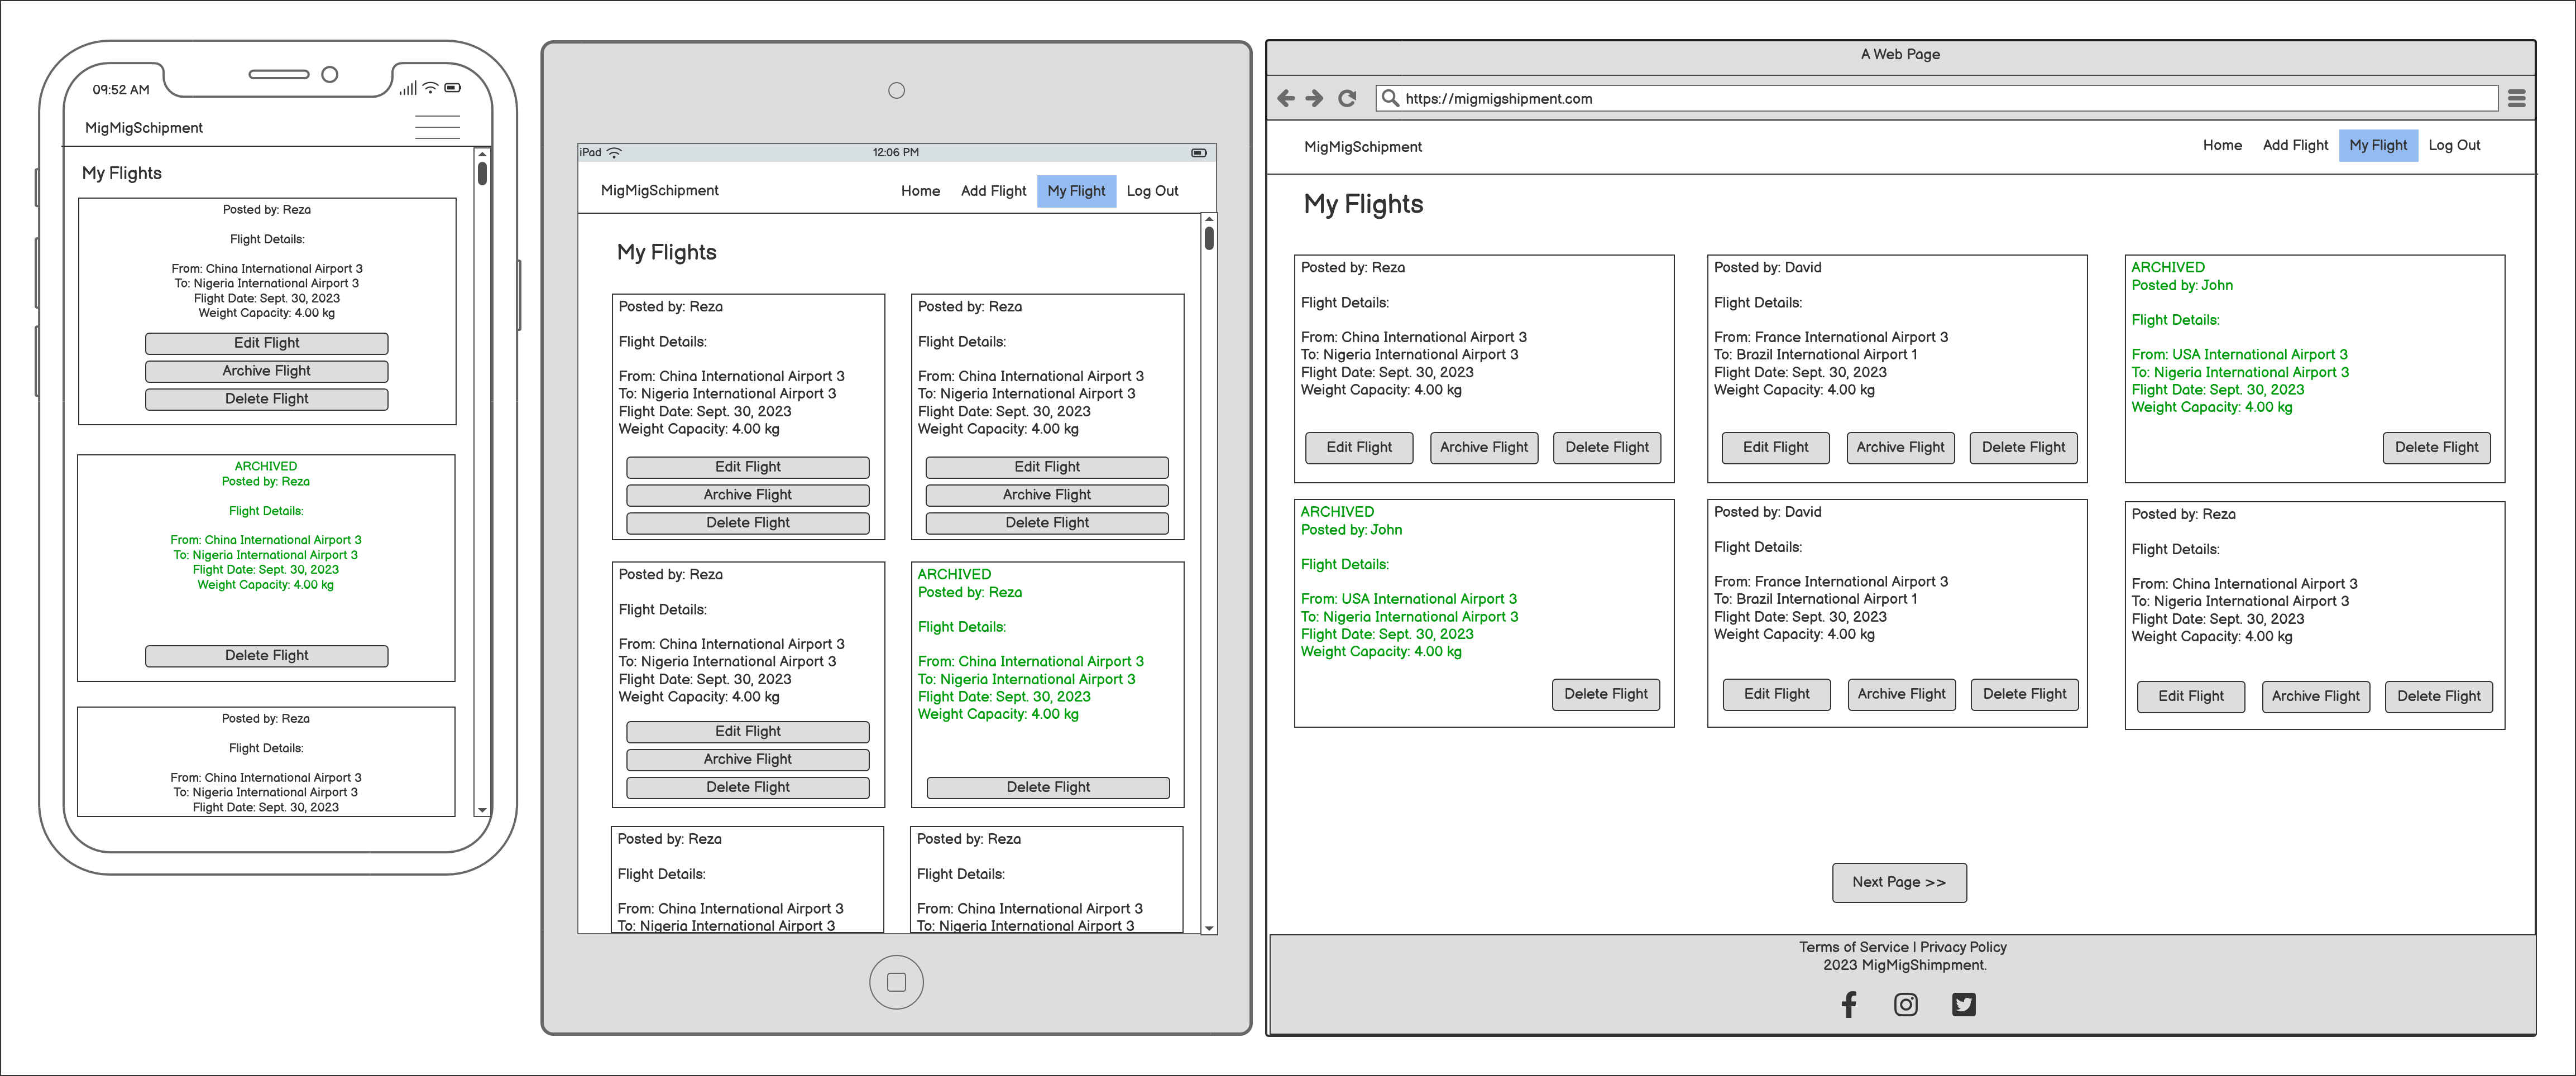 09:52 AM
MigMigSchipment
My Flights
Posted by: Reza
Flight Details:
From: China International Airport 3
To: Nigeria International Airport 3
Flight Date: Sept. 30, 2023
Weight Capacity: 4.00 kg
Edit Flight
Archive Flight
Delete Flight
ARCHIVED
Posted by: Reza
Flight Details:
From: China International Airport 3
To: Nigeria International Airport 3
Flight Date: Sept. 30, 2023
Weight Capacity: 4.00 kg
Delete Flight
Posted by: Reza
Flight Details:
From: China International Airport 3
To: Nigeria International Airport 3
Flight Date: Sept. 30, 2023
iPad
12:06 PM
MigMigSchipment
Home
Add Flight
My Flight
Log Out
My Flights
Posted by: Reza
Flight Details:
From: China International Airport 3
To: Nigeria International Airport 3
Flight Date: Sept. 30, 2023
Weight Capacity: 4.00 kg
Edit Flight
Archive Flight
Delete Flight
Posted by: Reza
Flight Details:
From: China International Airport 3
To: Nigeria International Airport 3
Flight Date: Sept. 30, 2023
Weight Capacity: 4.00 kg
Edit Flight
Archive Flight
Delete Flight
Posted by: Reza
Flight Details:
From: China International Airport 3
To: Nigeria International Airport 3
Flight Date: Sept. 30, 2023
Weight Capacity: 4.00 kg
Edit Flight
Archive Flight
Delete Flight
ARCHIVED
Posted by: Reza
Flight Details:
From: China International Airport 3
To: Nigeria International Airport 3
Flight Date: Sept. 30, 2023
Weight Capacity: 4.00 kg
Delete Flight
Posted by: Reza
Flight Details:
From: China International Airport 3
To: Nigeria International Airport 3
Posted by: Reza
Flight Details:
From: China International Airport 3
To: Nigeria International Airport 3
A Web Page
https://migmigshipment.com
MigMigSchipment
Home
Add Flight
My Flight
Log Out
My Flights
Posted by: Reza
Flight Details:
From: China International Airport 3
To: Nigeria International Airport 3
Flight Date: Sept. 30, 2023
Weight Capacity: 4.00 kg
Edit Flight
Archive Flight
Delete Flight
Posted by: David
Flight Details:
From: France International Airport 3
To: Brazil International Airport 1
Flight Date: Sept. 30, 2023
Weight Capacity: 4.00 kg
Edit Flight
Archive Flight
Delete Flight
ARCHIVED
Posted by: John
Flight Details:
From: USA International Airport 3
To: Nigeria International Airport 3
Flight Date: Sept. 30, 2023
Weight Capacity: 4.00 kg
Delete Flight
ARCHIVED
Posted by: John
Flight Details:
From: USA International Airport 3
To: Nigeria International Airport 3
Flight Date: Sept. 30, 2023
Weight Capacity: 4.00 kg
Delete Flight
Posted by: David
Flight Details:
From: France International Airport 3
To: Brazil International Airport 1
Flight Date: Sept. 30, 2023
Weight Capacity: 4.00 kg
Edit Flight
Archive Flight
Delete Flight
Posted by: Reza
Flight Details:
From: China International Airport 3
To: Nigeria International Airport 3
Flight Date: Sept. 30, 2023
Weight Capacity: 4.00 kg
Edit Flight
Archive Flight
Delete Flight
Next Page >>
Terms of Service | Privacy Policy
2023 MigMigShimpment.